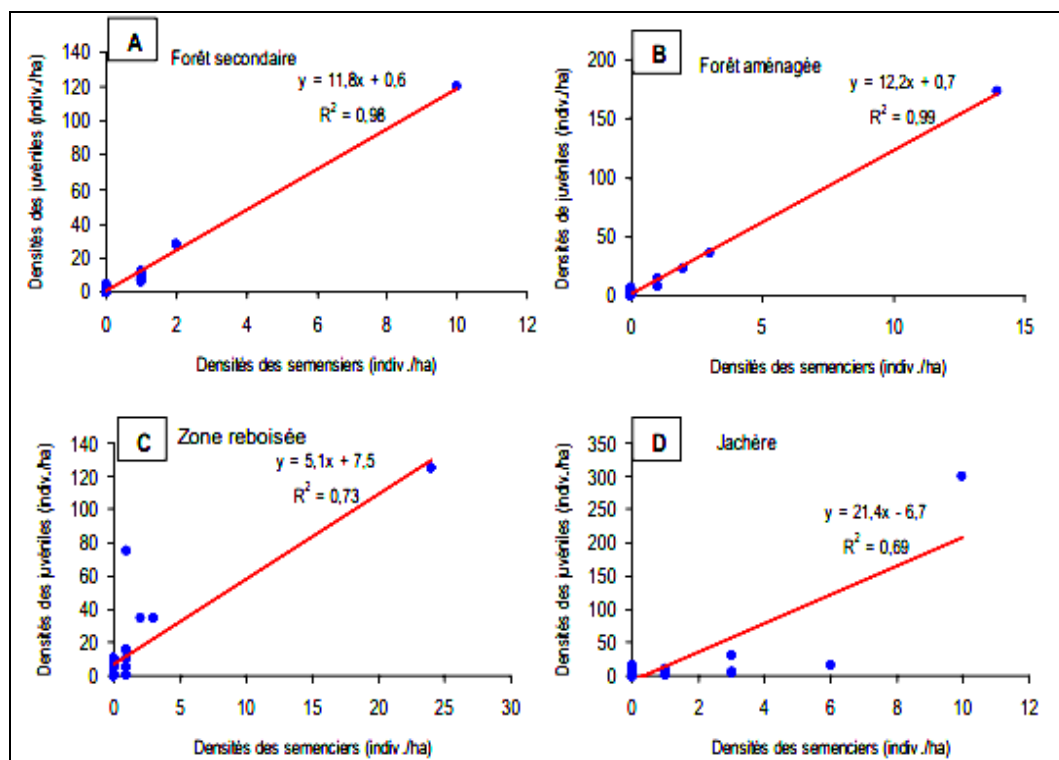 A
Forêt secondaire
y = 11,8x + 0,6
R² = 0,98
Densités des juvéniles (indiv./ha)
140
120
100
80
60
40
20
0
0 2 4 6 8 10 12
Densités des semensiers (indiv./ha)
B
Forêt aménagée
y = 12,2x + 0,7
R² = 0,99
Densités de juvéniles (indiv./ha)
200
150
100
50
0
0 5 10 15
Densités des semenciers (indiv./ha)
C
Zone reboisée
y = 5,1x + 7,5
R² = 0,73
Densités des juvéniles (indiv./ha)
140
120
100
80
60
40
20
0
0 5 10 15 20 25 30
Densités des semenciers (indiv./ha)
D
Jachère
y = 21,4x - 6,7
R² = 0,69
Densités des juvéniles (indiv./ha)
350
300
250
200
150
100
50
0
0 2 4 6 8 10 12
Densités des semenciers (indiv./ha)